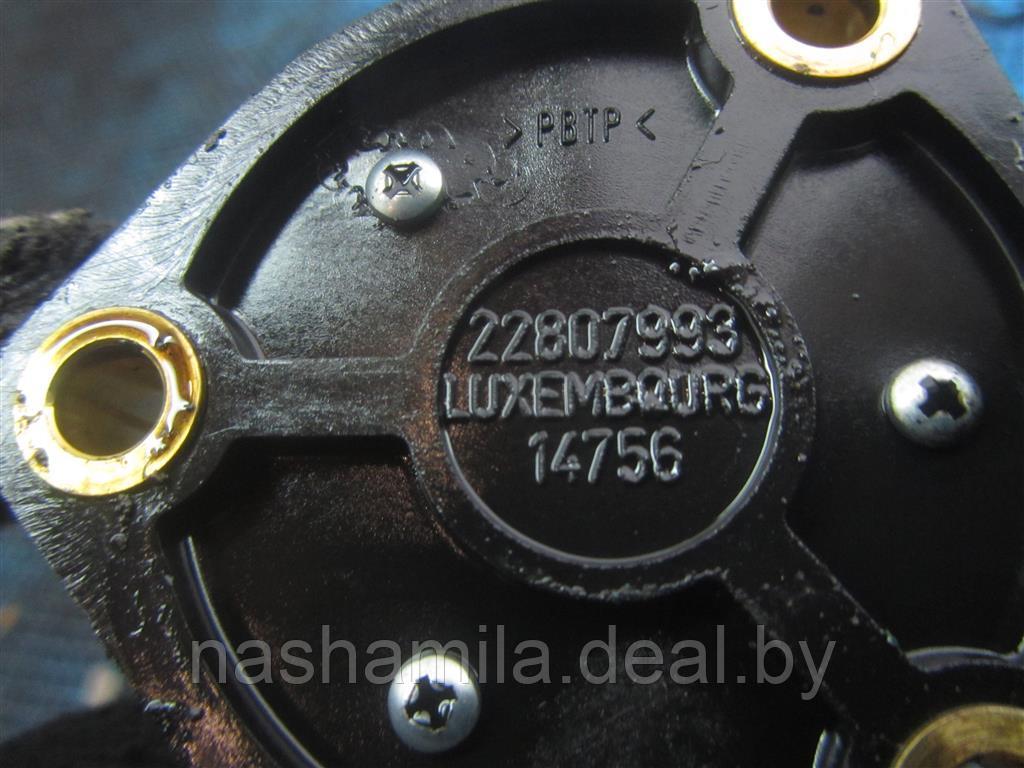 >PBTP<
22807993
LUXEMBOURG
14756
nashamila.deal.by